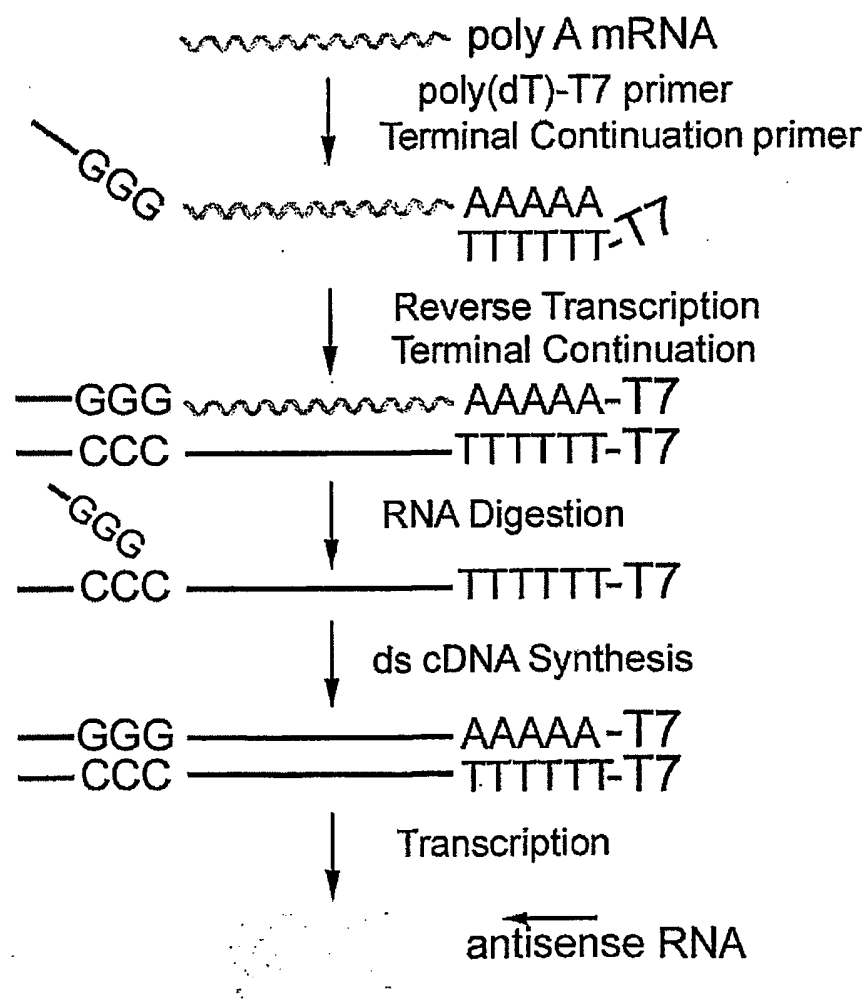 poly A mRNA
poly(dT)-T7 primer
Terminal Continuation primer
GGG
AAAAA
TTTTTT-T7
Reverse Transcription
Terminal Continuation
GGG AAAAA-T7
CCC TTTTTT-T7
GGG
RNA Digestion
CCC TTTTTT-T7
ds cDNA Synthesis
GGG AAAAA-T7
CCC TTTTTT-T7
Transcription
antisense RNA